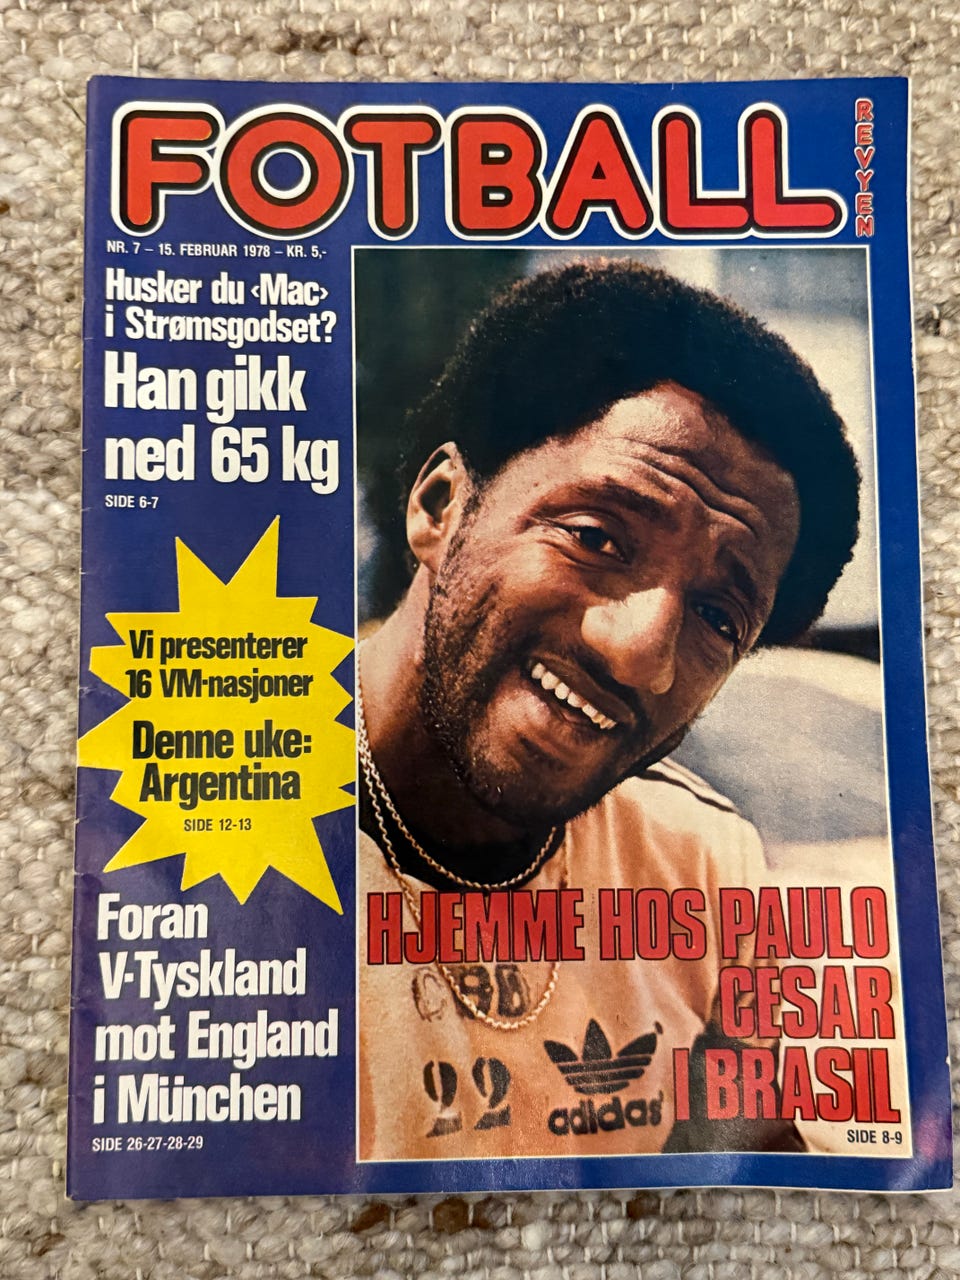 FOTBALL
REVYEN
NR. 7 – 15. FEBRUAR 1978 – KR. 5,-
Husker du ‹Mac›
i Strømsgodset?
Han gikk
ned 65 kg
SIDE 6-7
Vi presenterer
16 VM-nasjoner
Denne uke:
Argentina
SIDE 12-13
Foran
V-Tyskland
mot England
i München
SIDE 26-27-28-29
HJEMME HOS PAULO
CESAR
I BRASIL
SIDE 8-9
22
adidas